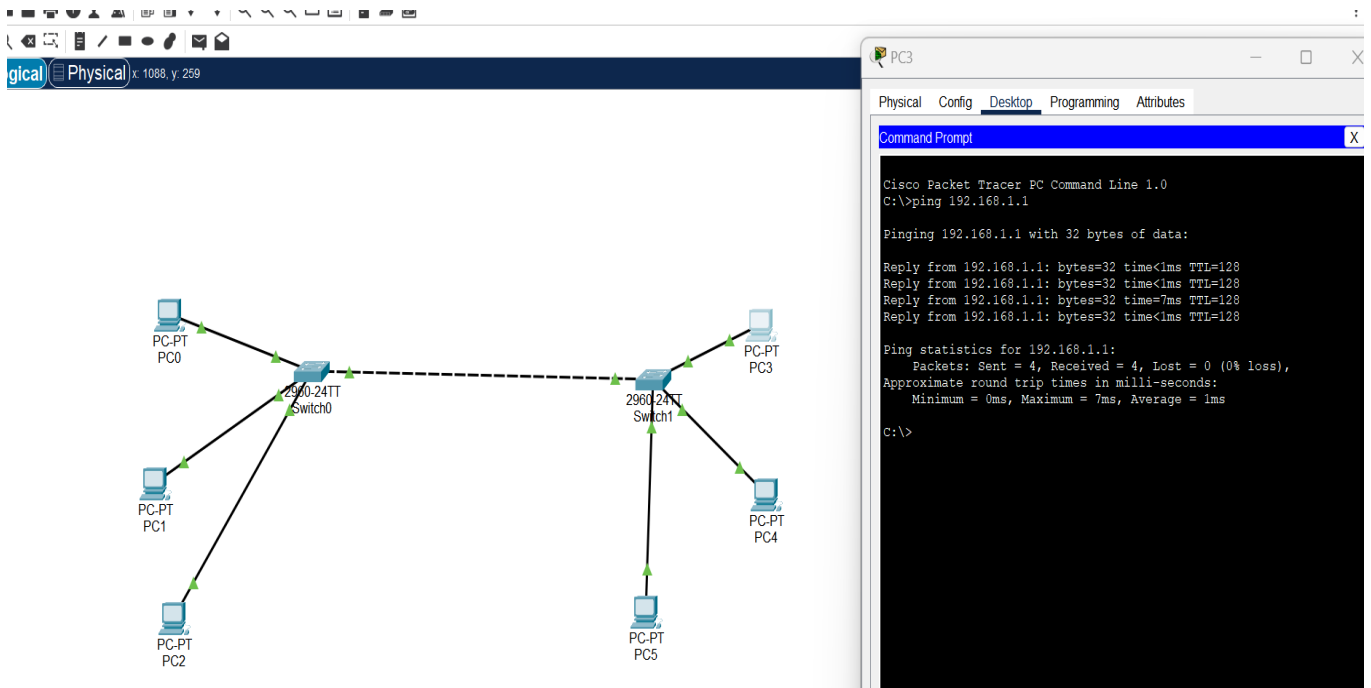 gical
Physical
x: 1088, y: 259
PC-PT
PC0
2960-24TT
Switch0
PC-PT
PC1
PC-PT
PC2
2960-24TT
Switch1
PC-PT
PC3
PC-PT
PC4
PC-PT
PC5
PC3
Physical Config Desktop Programming Attributes
Command Prompt
X
Cisco Packet Tracer PC Command Line 1.0
C:\>ping 192.168.1.1
Pinging 192.168.1.1 with 32 bytes of data:
Reply from 192.168.1.1: bytes=32 time<1ms TTL=128
Reply from 192.168.1.1: bytes=32 time<1ms TTL=128
Reply from 192.168.1.1: bytes=32 time=7ms TTL=128
Reply from 192.168.1.1: bytes=32 time<1ms TTL=128
Ping statistics for 192.168.1.1:
Packets: Sent = 4, Received = 4, Lost = 0 (0% loss),
Approximate round trip times in milli-seconds:
Minimum = 0ms, Maximum = 7ms, Average = 1ms
C:\>